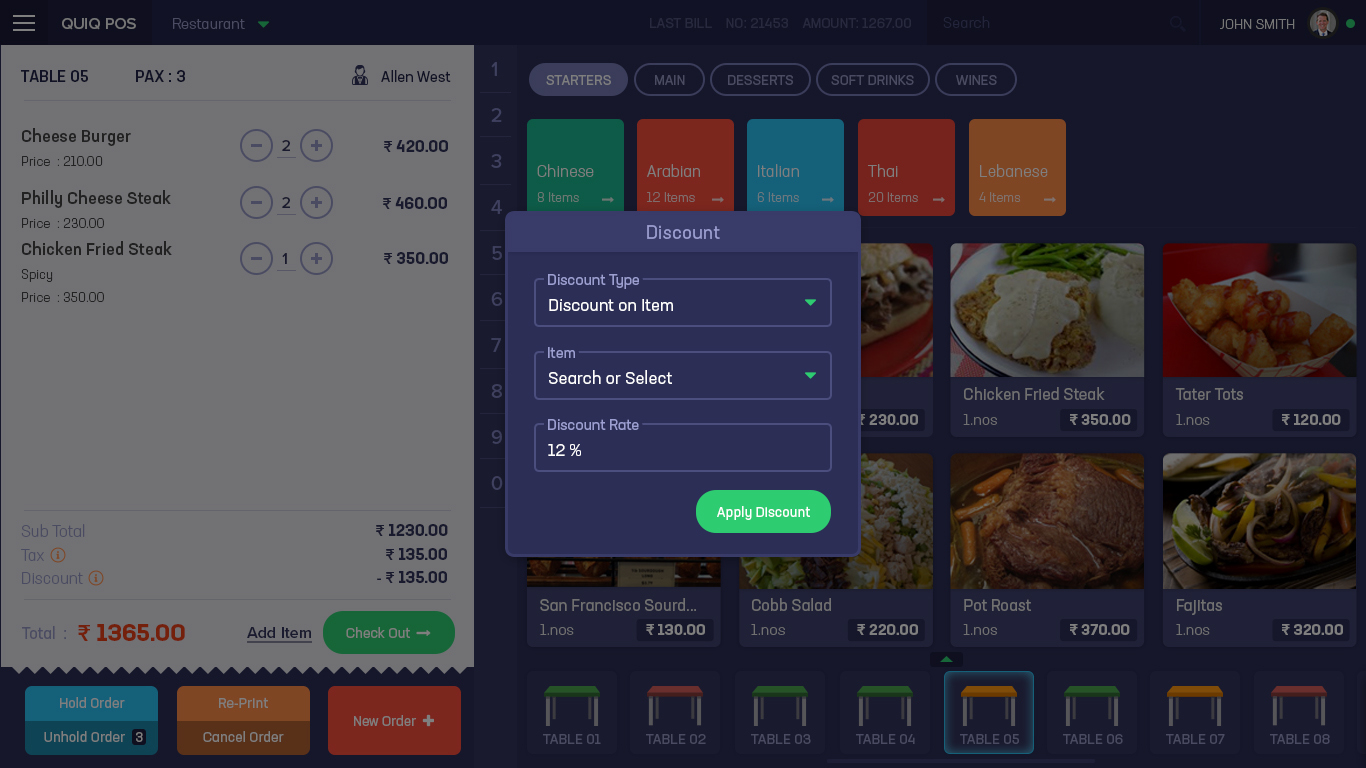 QUIQ POS
Restaurant
LAST BILL NO: 21453 AMOUNT: 1267.00
Search
JOHN SMITH
TABLE 05 PAX : 3
Allen West
Cheese Burger
Price : 210.00
2
₹ 420.00
Philly Cheese Steak
Price : 230.00
2
₹ 460.00
Chicken Fried Steak
Spicy
Price : 350.00
1
₹ 350.00
Sub Total ₹ 1230.00
Tax ₹ 135.00
Discount - ₹ 135.00
Total : ₹ 1365.00
Add Item
Check Out
Hold Order
Unhold Order 3
Re-Print
Cancel Order
New Order
1
2
3
4
5
6
7
8
9
0
STARTERS
MAIN
DESSERTS
SOFT DRINKS
WINES
Chinese
8 Items
Arabian
12 Items
Italian
6 Items
Thai
20 Items
Lebanese
4 Items
Discount
Discount Type
Discount on Item
Item
Search or Select
Discount Rate
12 %
Apply Discount
₹ 230.00
Chicken Fried Steak
1.nos ₹ 350.00
Tater Tots
1.nos ₹ 120.00
San Francisco Sourd...
1.nos ₹ 130.00
Cobb Salad
1.nos ₹ 220.00
Pot Roast
1.nos ₹ 370.00
Fajitas
1.nos ₹ 320.00
TABLE 01
TABLE 02
TABLE 03
TABLE 04
TABLE 05
TABLE 06
TABLE 07
TABLE 08